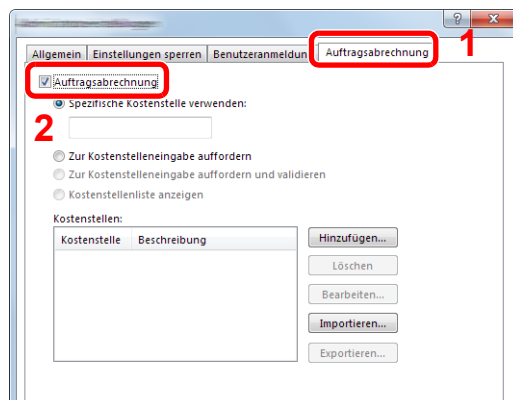 ? X
1
Allgemein Einstellungen sperren Benutzeranmeldun Auftragsabrechnung
Auftragsabrechnung
Spezifische Kostenstelle verwenden:
2
Zur Kostenstelleneingabe auffordern
Zur Kostenstelleneingabe auffordern und validieren
Kostenstellenliste anzeigen
Kostenstellen:
Kostenstelle Beschreibung
Hinzufügen...
Löschen
Bearbeiten...
Importieren...
Exportieren...